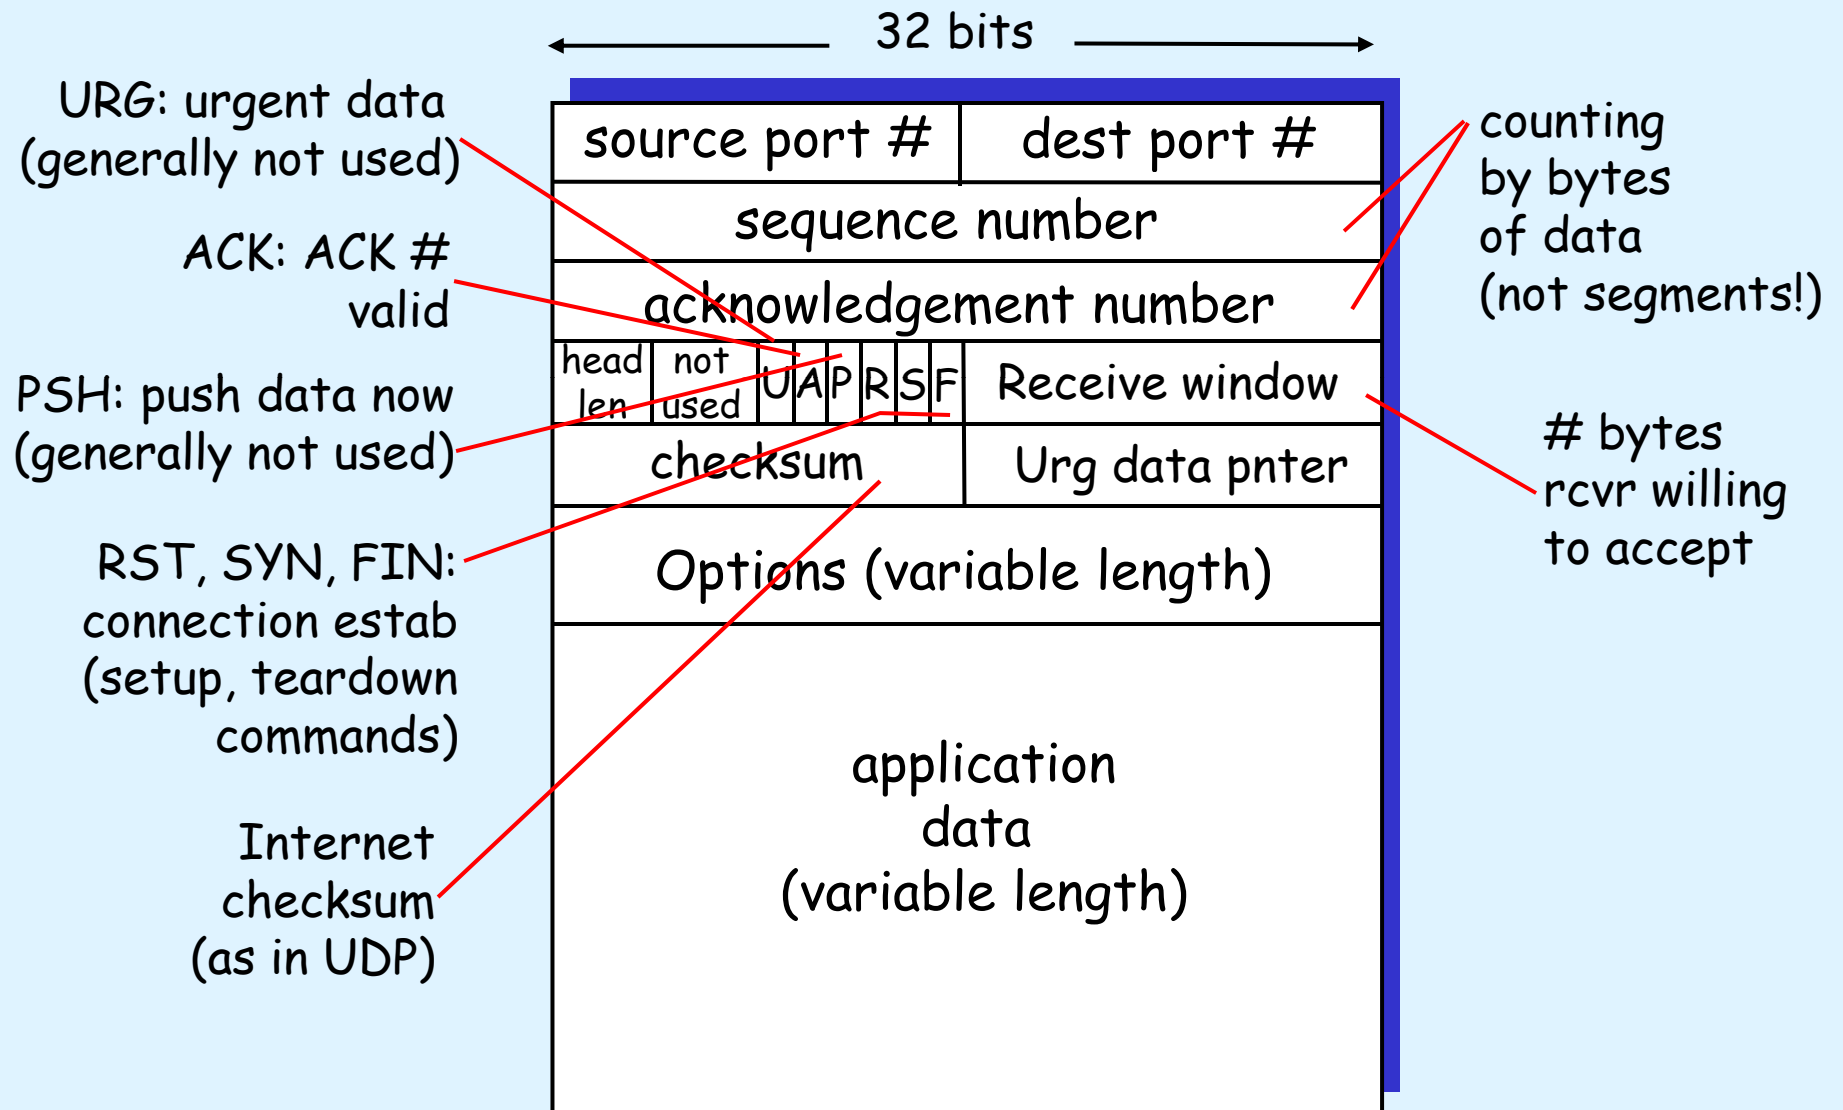 32 bits
URG: urgent data
(generally not used)
ACK: ACK #
valid
PSH: push data now
(generally not used)
RST, SYN, FIN:
connection estab
(setup, teardown
commands)
Internet
checksum
(as in UDP)
source port #
dest port #
sequence number
acknowledgement number
head
len
not
used
U
A
P
R
S
F
Receive window
checksum
Urg data pnter
Options (variable length)
application
data
(variable length)
counting
by bytes
of data
(not segments!)
# bytes
rcvr willing
to accept